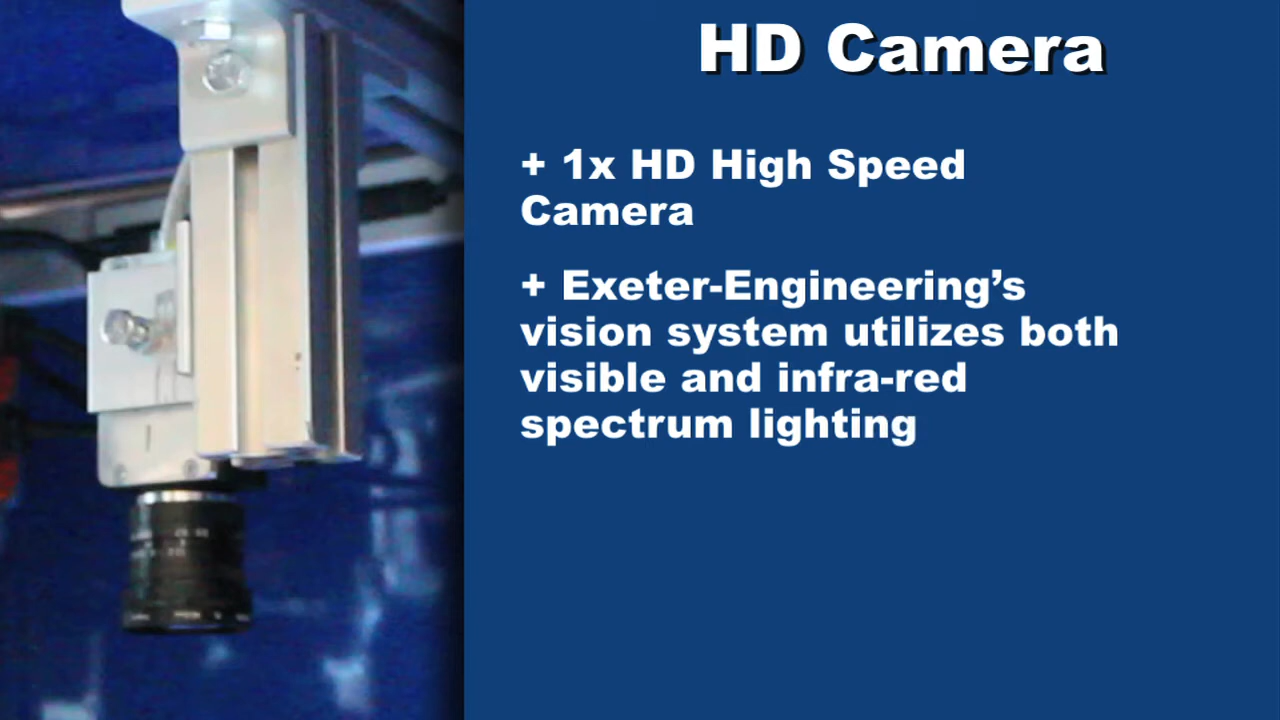 HD Camera
+ 1x HD High Speed
Camera
+ Exeter-Engineering’s
vision system utilizes both
visible and infra-red
spectrum lighting